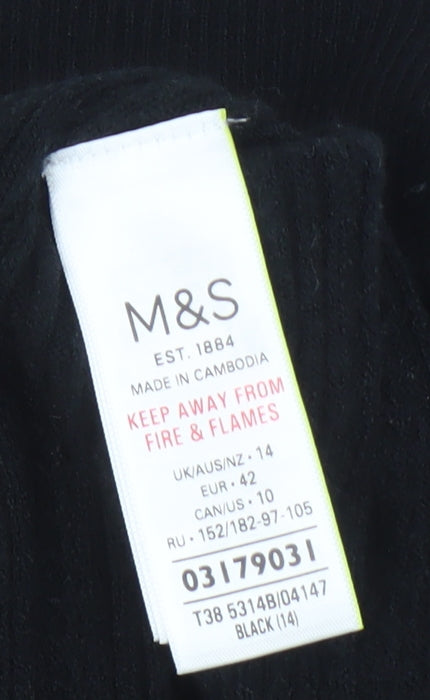 M&S
EST. 1884
MADE IN CAMBODIA
KEEP AWAY FROM
FIRE & FLAMES
UK/AUS/NZ • 14
EUR • 42
CAN/US • 10
RU • 152/182-97-105
03179031
T38 5314B/04147
BLACK (14)